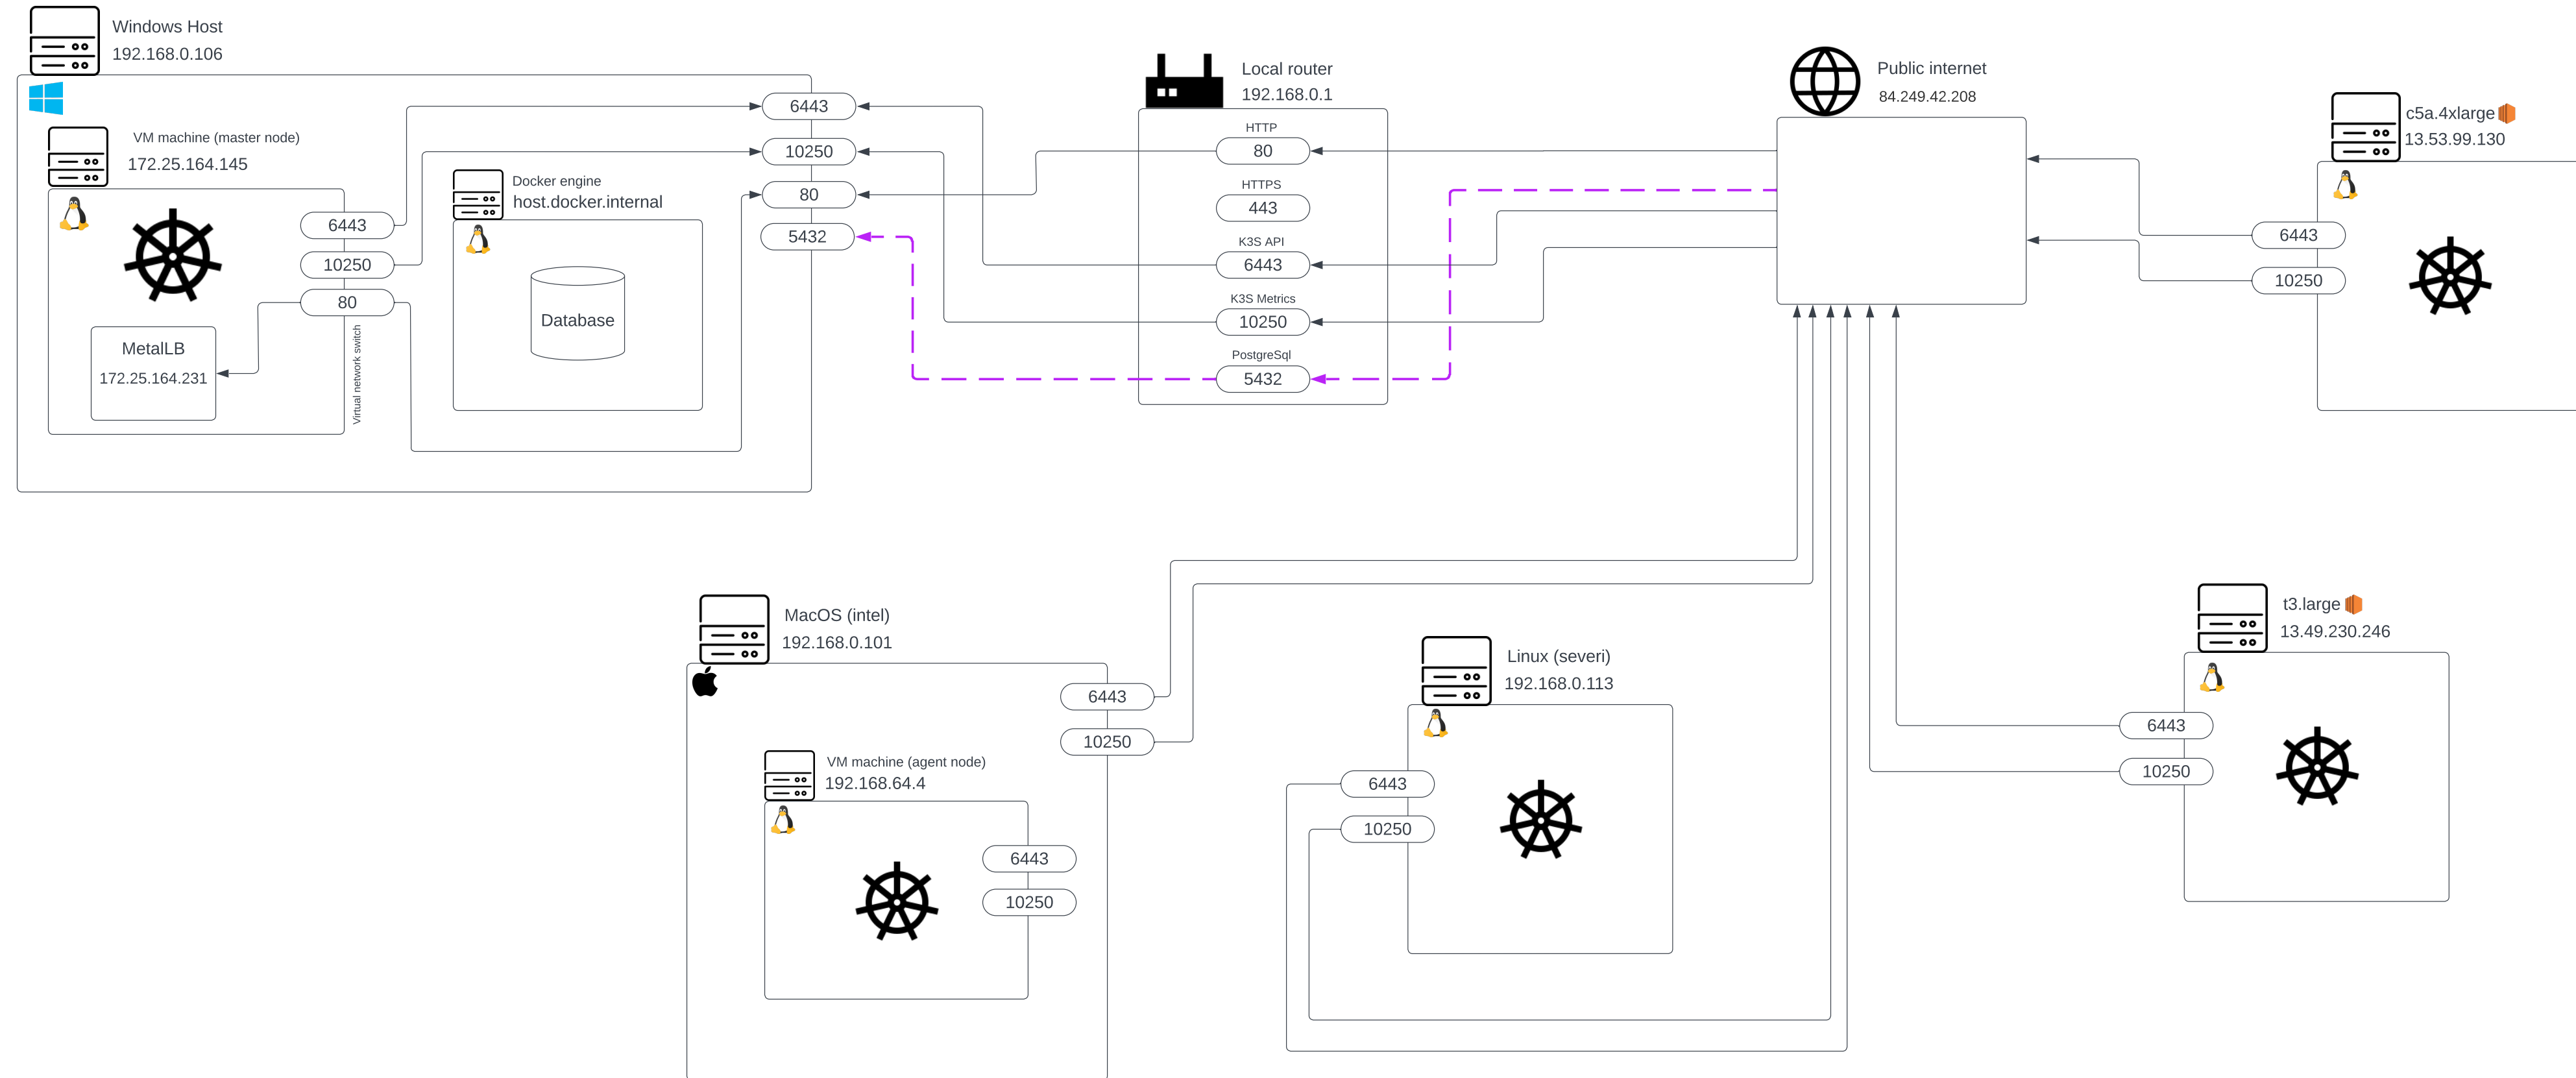 Windows Host
192.168.0.106
VM machine (master node)
172.25.164.145
6443
10250
80
MetalLB
172.25.164.231
Virtual network switch
Docker engine
host.docker.internal
Database
6443
10250
80
5432
Local router
192.168.0.1
HTTP
80
HTTPS
443
K3S API
6443
K3S Metrics
10250
PostgreSql
5432
Public internet
84.249.42.208
c5a.4xlarge
13.53.99.130
6443
10250
MacOS (intel)
192.168.0.101
6443
10250
VM machine (agent node)
192.168.64.4
6443
10250
Linux (severi)
192.168.0.113
6443
10250
t3.large
13.49.230.246
6443
10250